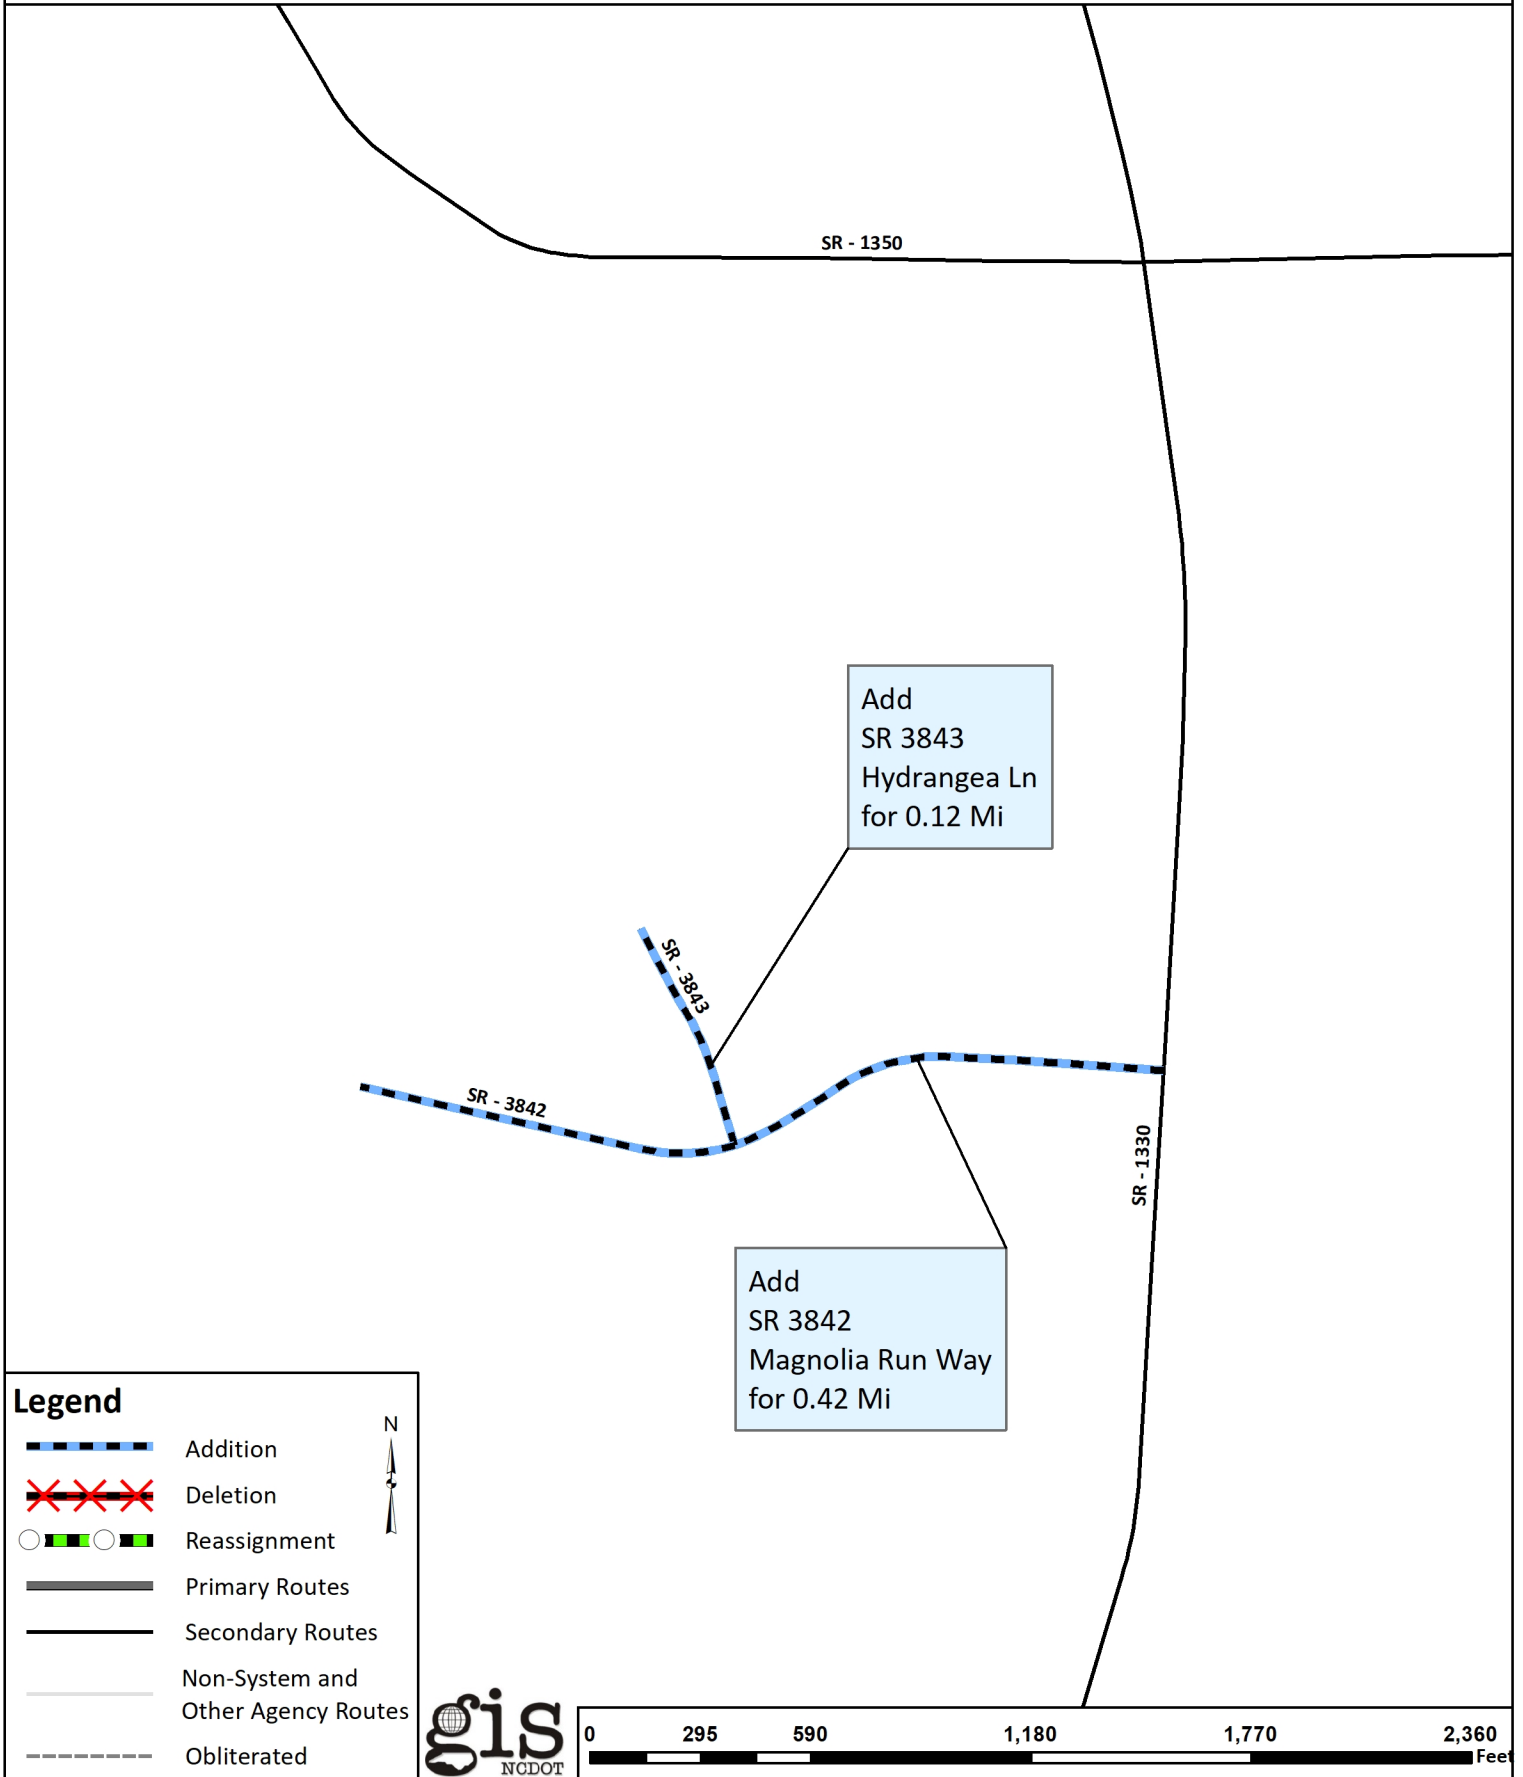 SR - 1350
Add
SR 3843
Hydrangea Ln
for 0.12 Mi
SR - 3843
SR - 3842
SR - 1330
Add
SR 3842
Magnolia Run Way
for 0.42 Mi
Legend
N
Addition
Deletion
Reassignment
Primary Routes
Secondary Routes
Non-System and
Other Agency Routes
Obliterated
gis
NCDOT
0 295 590 1,180 1,770 2,360
Feet